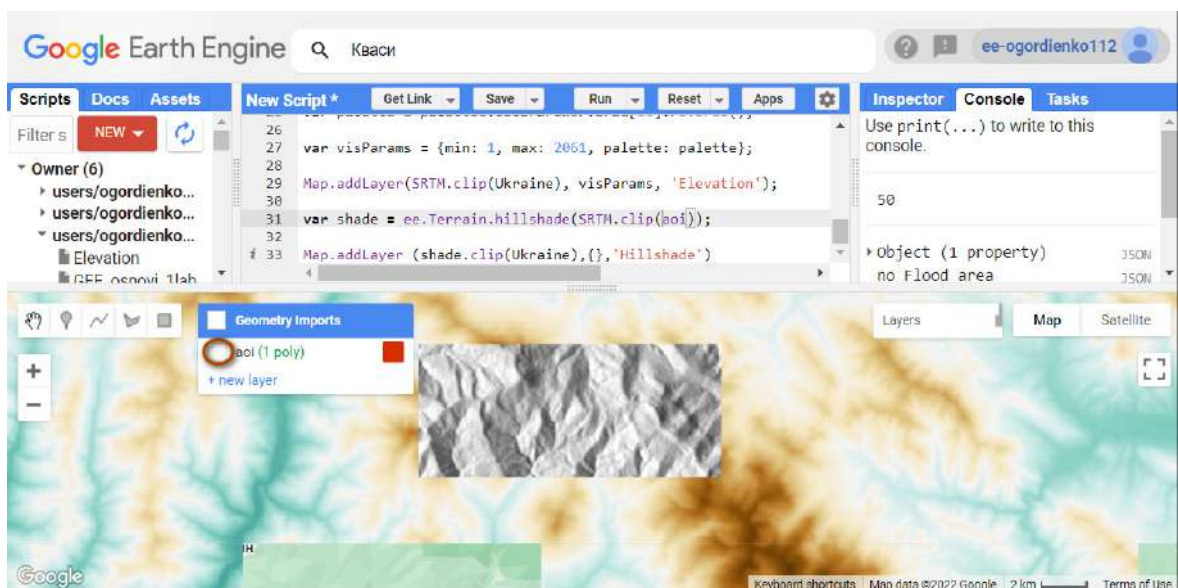 Google Earth Engine
Кваси
ee-ogordienko112
Scripts Docs Assets
Filter s
NEW
Owner (6)
users/ogordienko...
users/ogordienko...
users/ogordienko...
Elevation
GEE_osnovi_1lab
New Script *
Get Link
Save
Run
Reset
Apps
26
27 var visParams = {min: 1, max: 2061, palette: palette};
28
29 Map.addLayer(SRTM.clip(Ukraine), visParams, 'Elevation');
30
31 var shade = ee.Terrain.hillshade(SRTM.clip(aoi));
32
i 33 Map.addLayer (shade.clip(Ukraine),{},'Hillshade')
Inspector Console Tasks
Use print(...) to write to this
console.
50
Object (1 property) JSON
no Flood area JSON
Geometry Imports
aoi (1 poly)
+ new layer
Layers
Map
Satellite
+
−
ІН
Google
Keyboard shortcuts Map data ©2022 Google 2 km Terms of Use